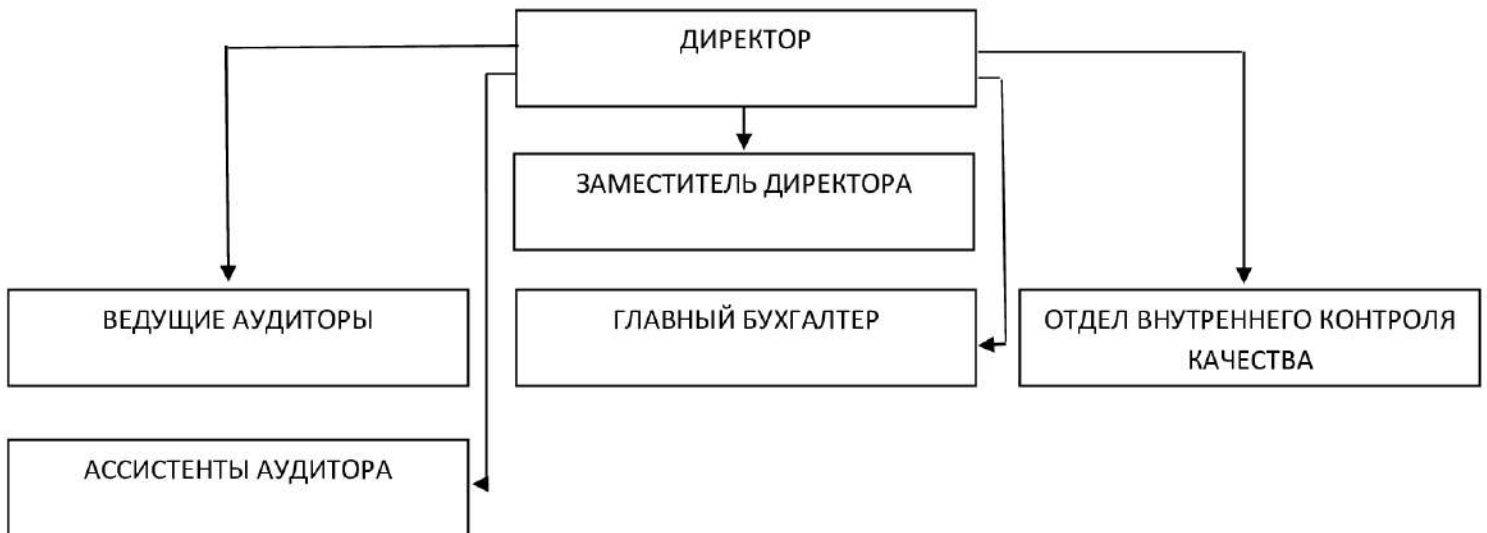 ДИРЕКТОР
ЗАМЕСТИТЕЛЬ ДИРЕКТОРА
ВЕДУЩИЕ АУДИТОРЫ
ГЛАВНЫЙ БУХГАЛТЕР
ОТДЕЛ ВНУТРЕННЕГО КОНТРОЛЯ
КАЧЕСТВА
АССИСТЕНТЫ АУДИТОРА